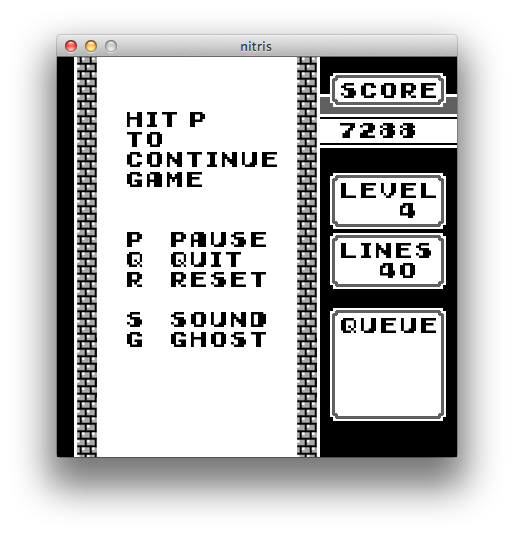 nitris
HIT P
TO
CONTINUE
GAME
P PAUSE
Q QUIT
R RESET
S SOUND
G GHOST
SCORE
7288
LEVEL
4
LINES
40
QUEUE